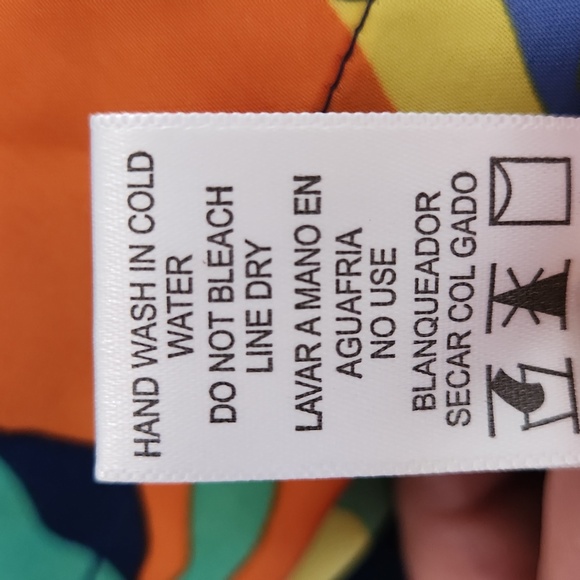 HAND WASH IN COLD
WATER
DO NOT BLEACH
LINE DRY
LAVAR A MANO EN
AGUAFRIA
NO USE
BLANQUEADOR
SECAR COL GADO